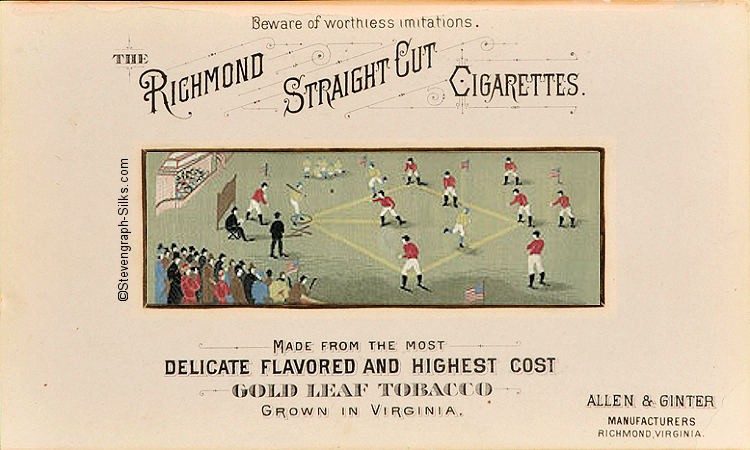 Beware of worthless imitations.
THE RICHMOND STRAIGHT CUT CIGARETTES.
©Stevengraph-Silks.com
MADE FROM THE MOST
DELICATE FLAVORED AND HIGHEST COST
GOLD LEAF TOBACCO
GROWN IN VIRGINIA.
ALLEN & GINTER
MANUFACTURERS
RICHMOND, VIRGINIA.